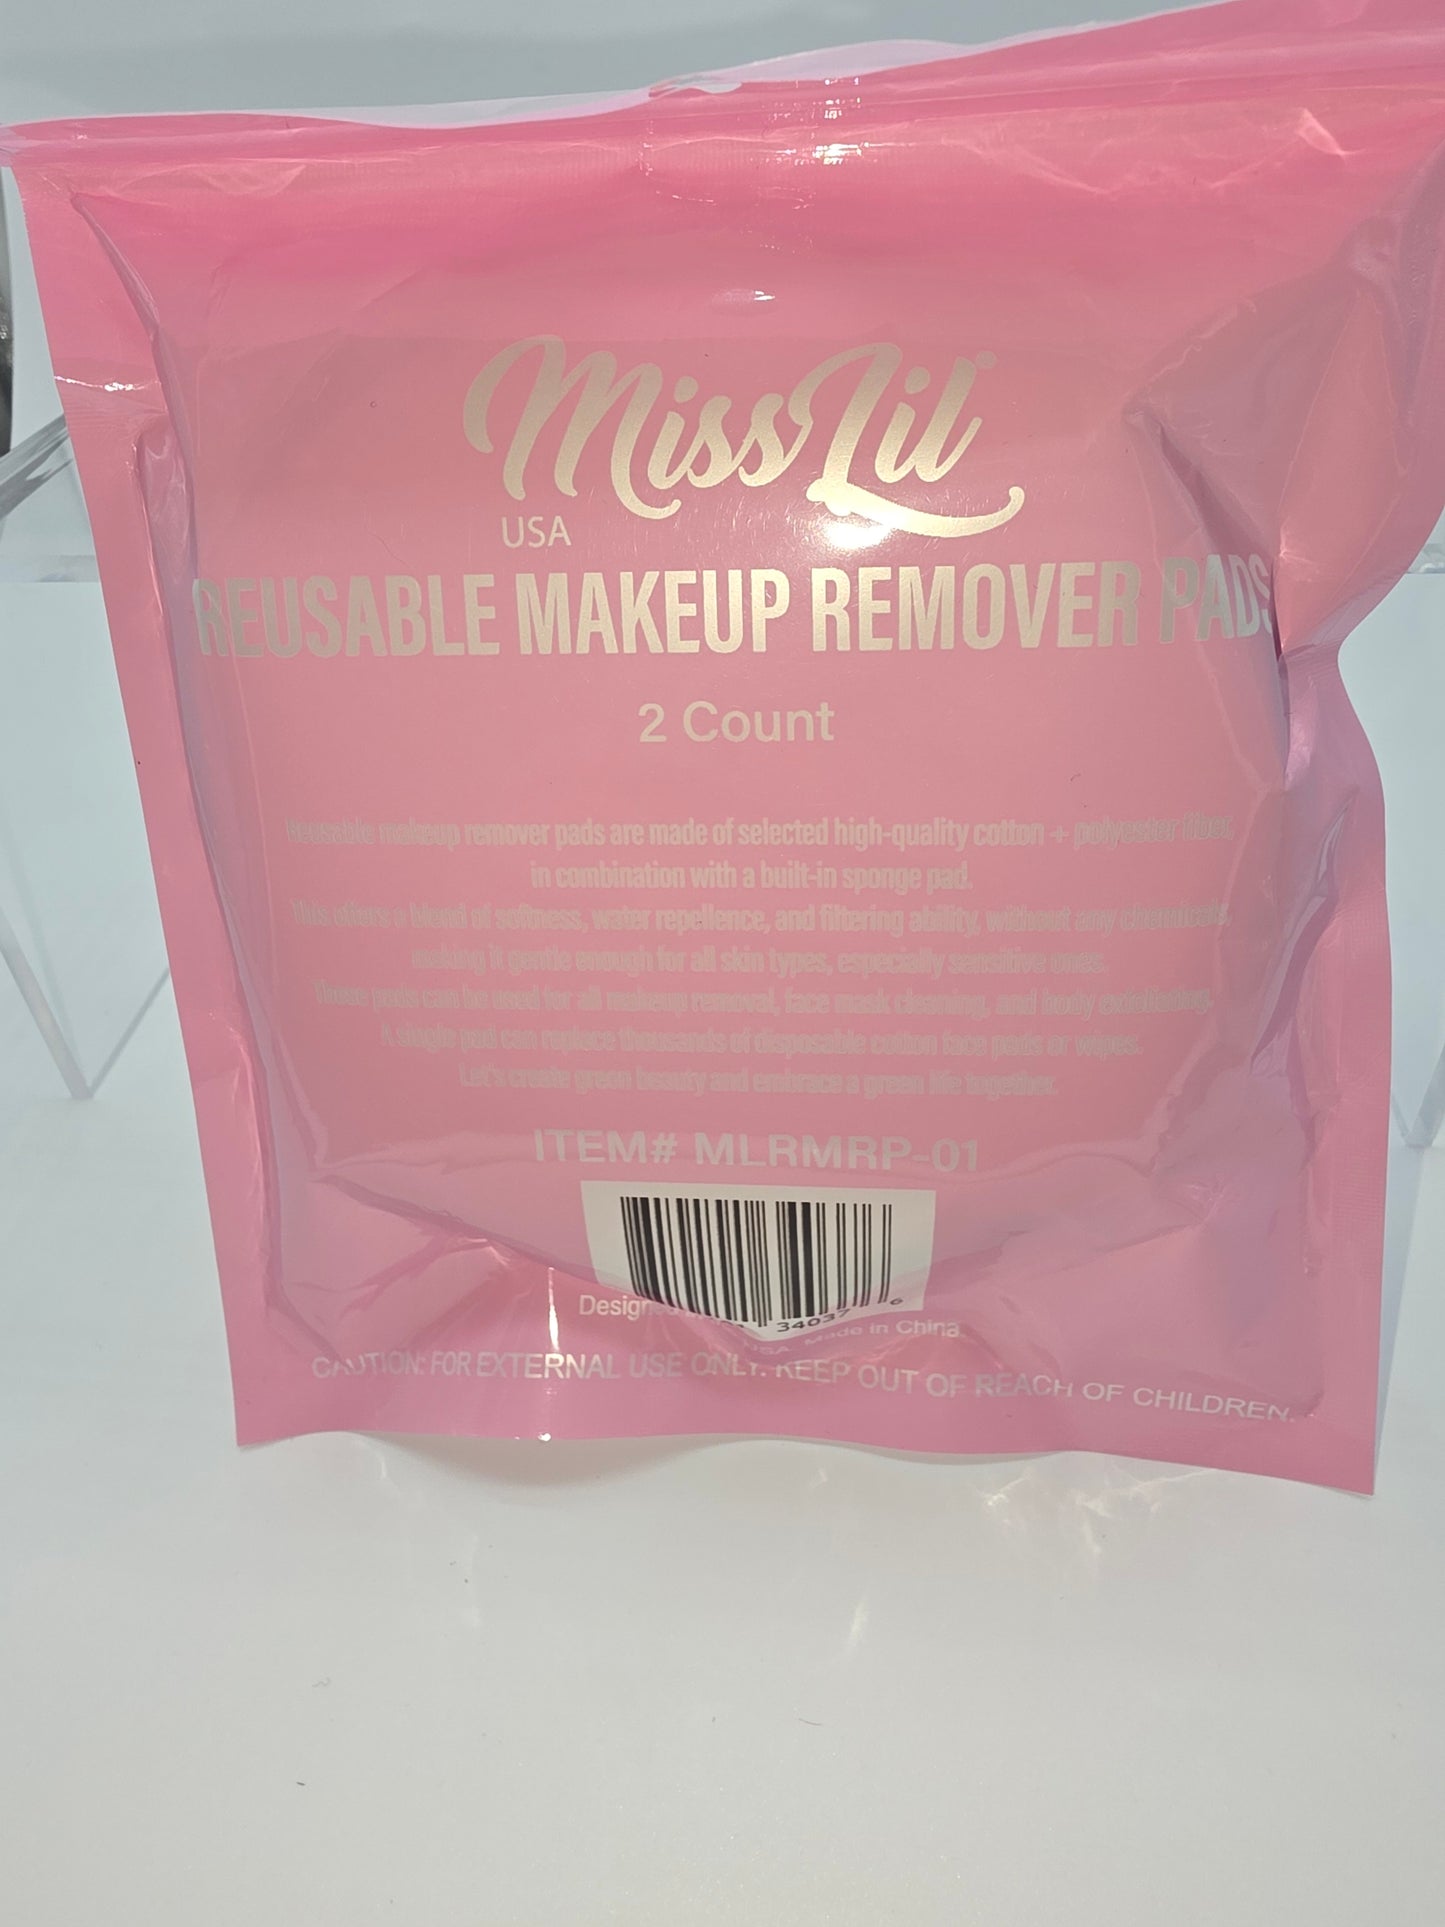 Miss Lil®
USA
REUSABLE MAKEUP REMOVER PADS
2 Count
Reusable makeup remover pads are made of selected high-quality cotton + polyester fiber,
in combination with a built-in sponge pad.
This offers a blend of softness, water repellence, and filtering ability, without any chemicals,
making it gentle enough for all skin types, especially sensitive ones.
These pads can be used for all makeup removal, face mask cleaning, and body exfoliating.
A single pad can replace thousands of disposable cotton face pads or wipes.
Let's create green beauty and embrace a green life together.
ITEM# MLRMRP-01
34037 6
USA. Made in China
CAUTION: FOR EXTERNAL USE ONLY. KEEP OUT OF REACH OF CHILDREN.